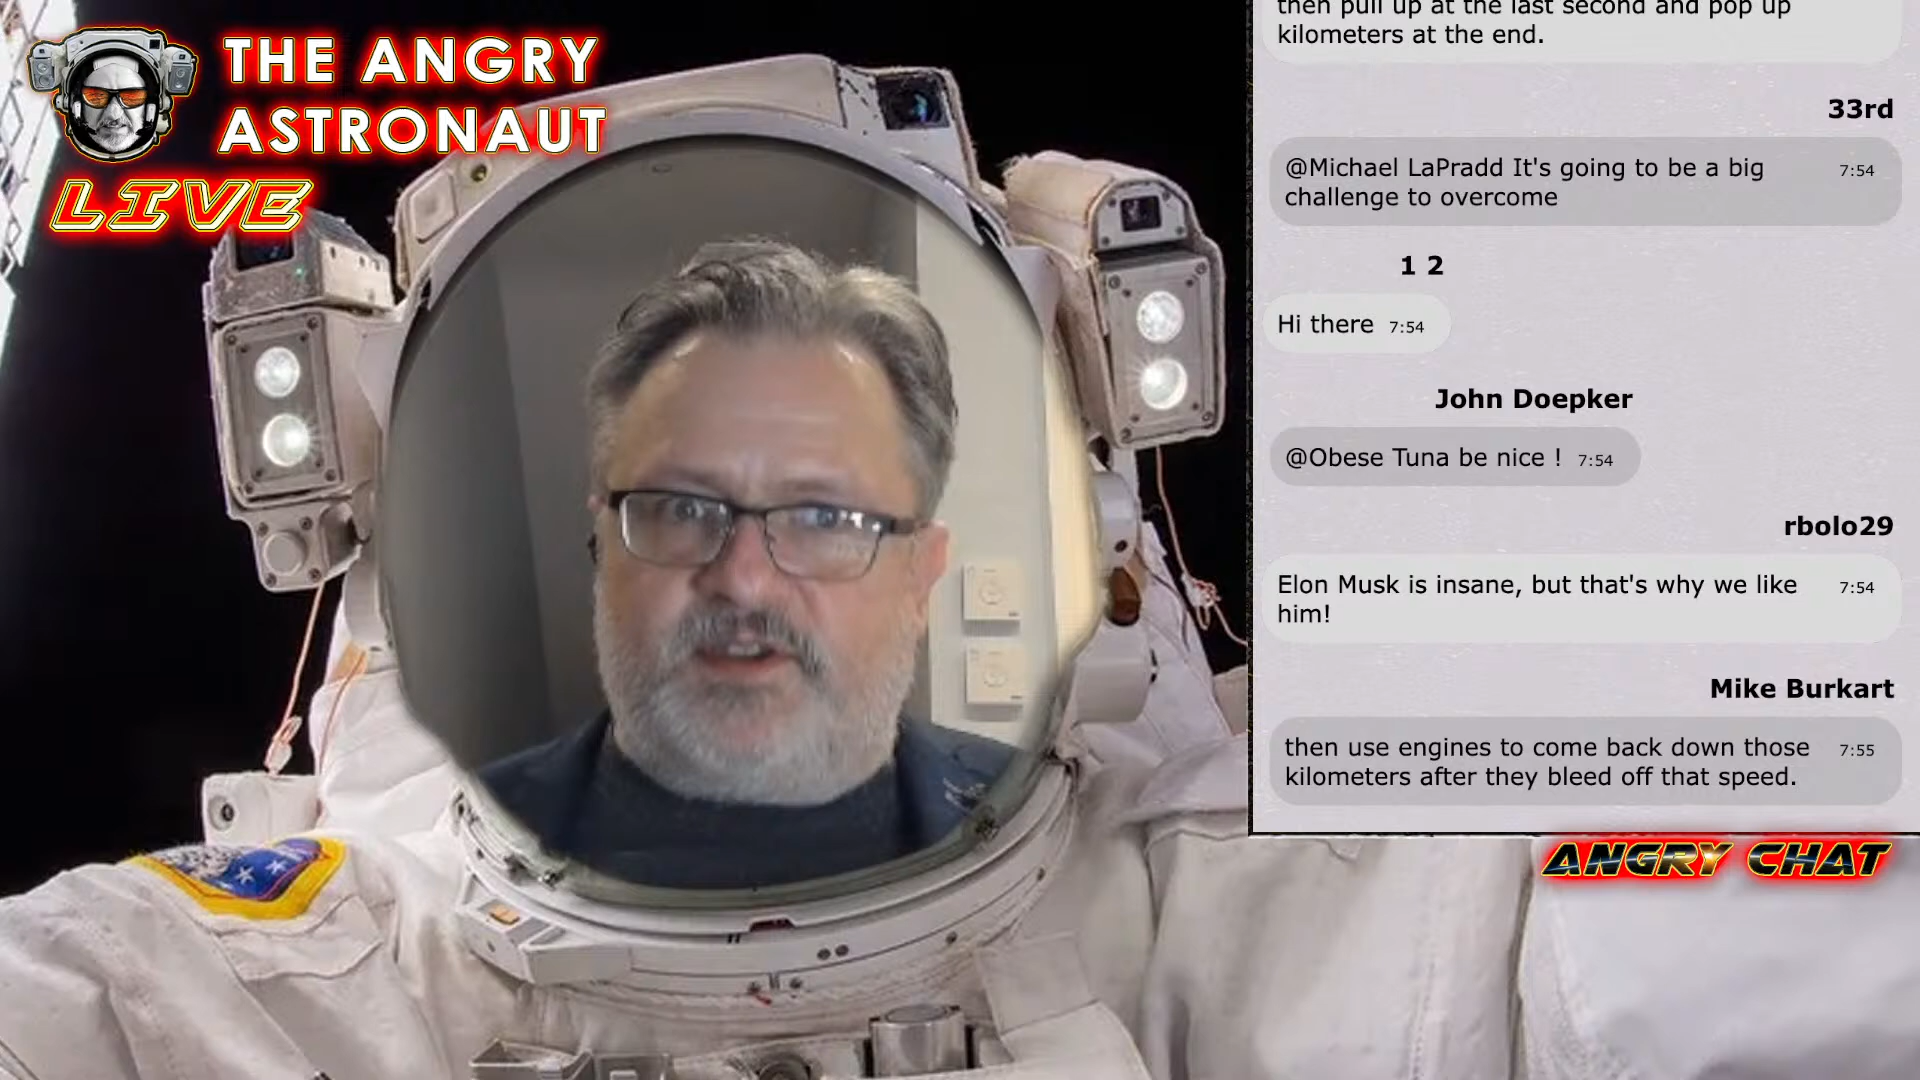 THE ANGRY
ASTRONAUT
LIVE
then pull up at the last second and pop up
kilometers at the end.
33rd
@Michael LaPradd It's going to be a big
challenge to overcome
7:54
1 2
Hi there 7:54
John Doepker
@Obese Tuna be nice ! 7:54
rbolo29
Elon Musk is insane, but that's why we like
him!
7:54
Mike Burkart
then use engines to come back down those
kilometers after they bleed off that speed.
7:55
ANGRY CHAT